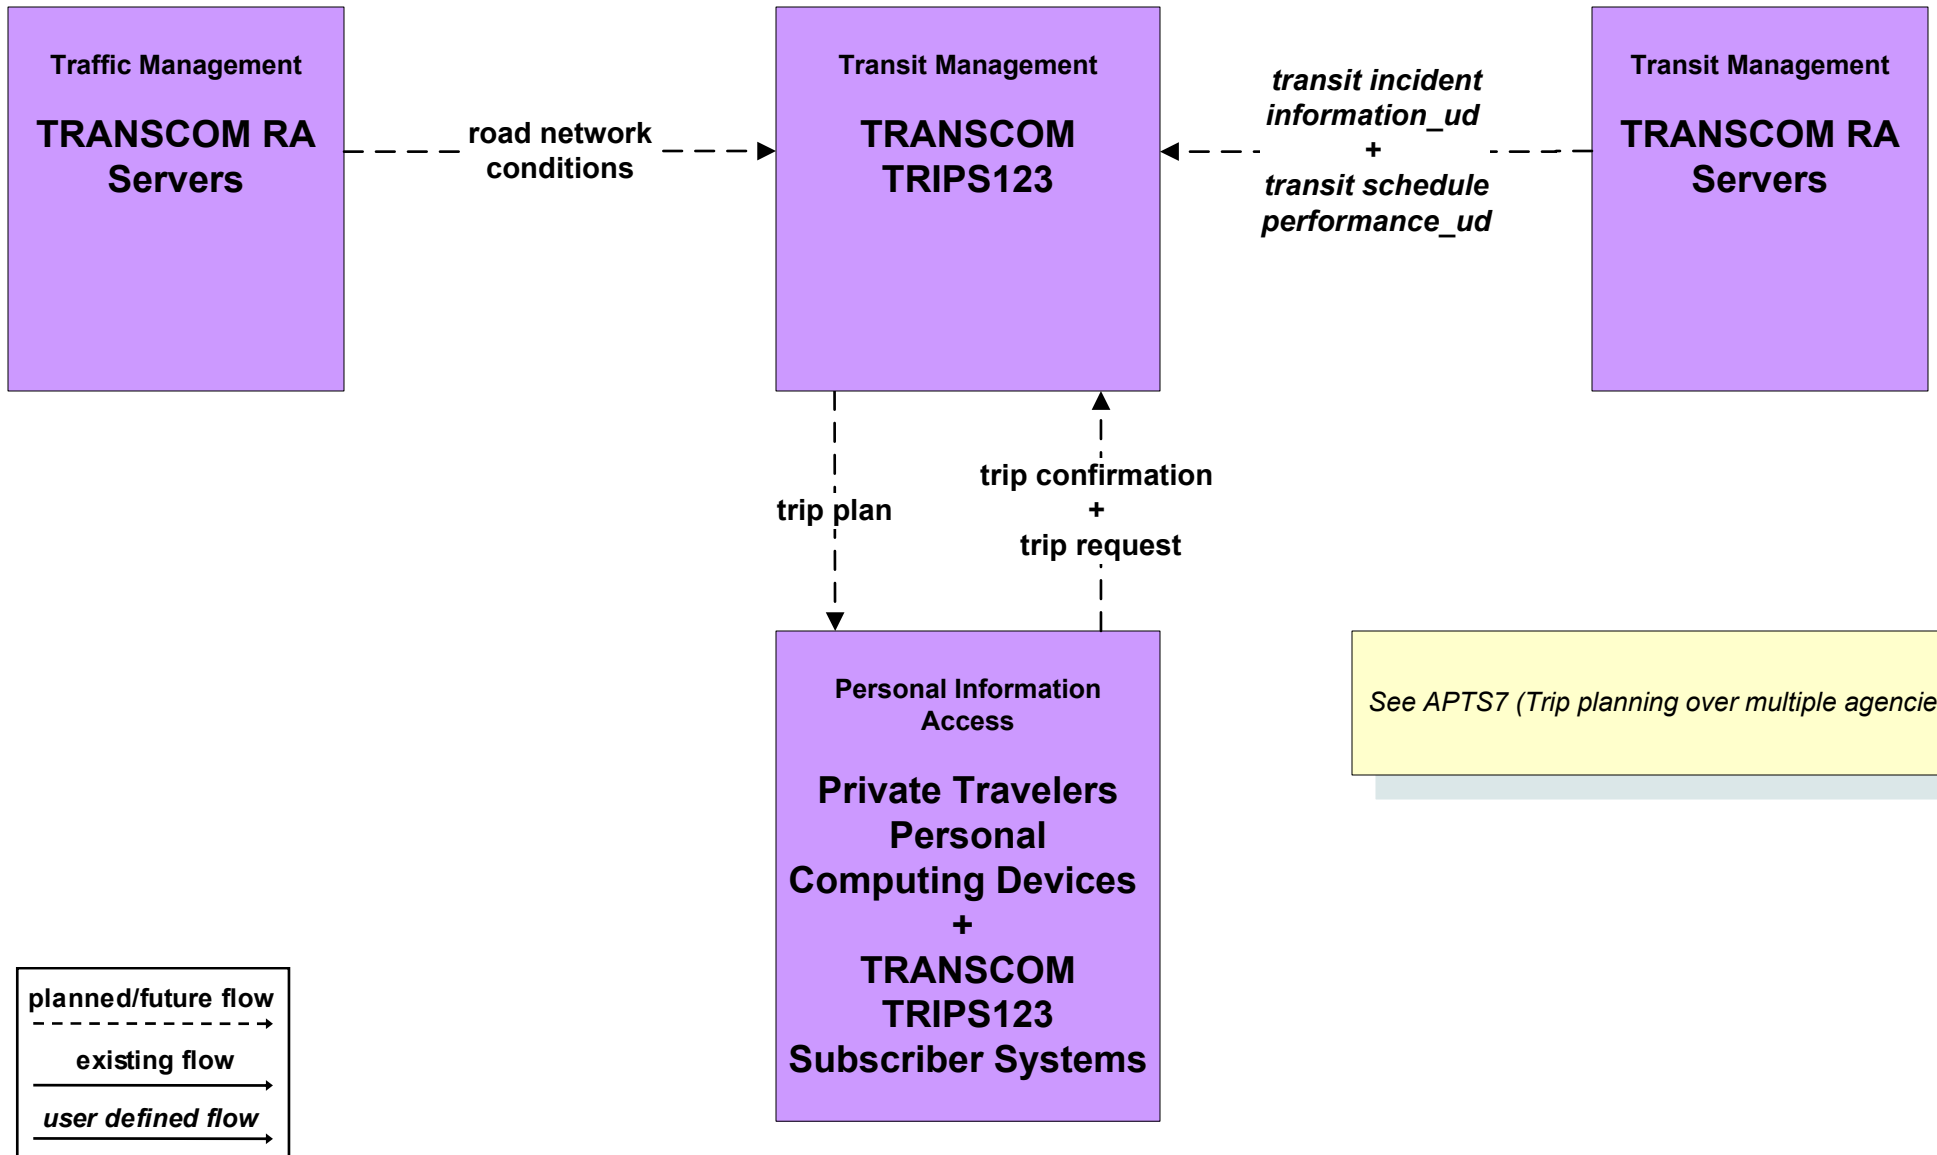 Traffic Management
TRANSCOM RA
Servers
road network
conditions
Transit Management
TRANSCOM
TRIPS123
transit incident
information_ud
+
transit schedule
performance_ud
Transit Management
TRANSCOM RA
Servers
trip plan
trip confirmation
+
trip request
Personal Information
Access
Private Travelers
Personal
Computing Devices
+
TRANSCOM
TRIPS123
Subscriber Systems
See APTS7 (Trip planning over multiple agencie
planned/future flow
existing flow
user defined flow